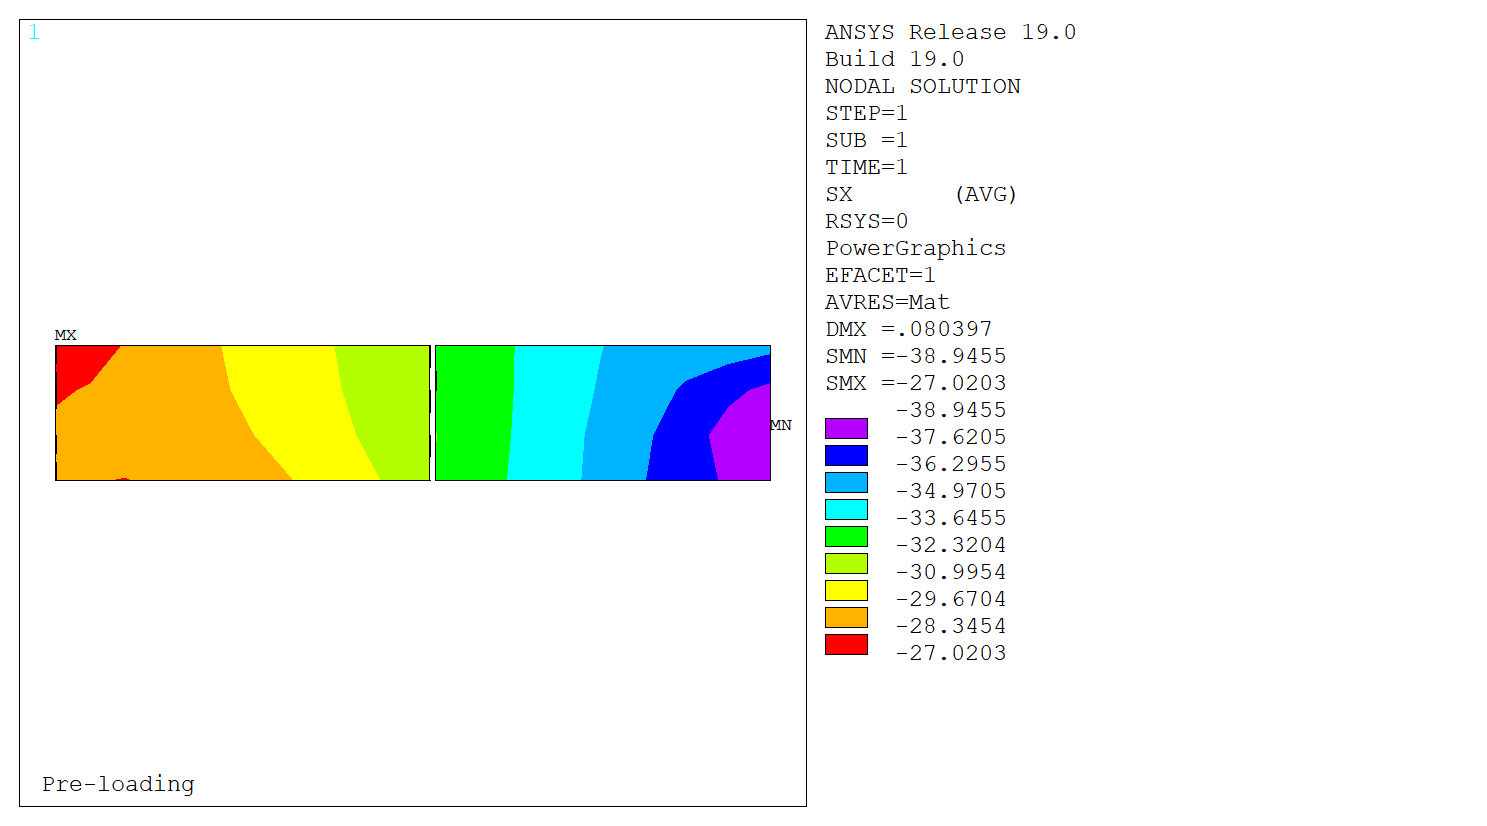 1
MX
MN
Pre-loading
ANSYS Release 19.0
Build 19.0
NODAL SOLUTION
STEP=1
SUB =1
TIME=1
SX       (AVG)
RSYS=0
PowerGraphics
EFACET=1
AVRES=Mat
DMX =.080397
SMN =-38.9455
SMX =-27.0203
-38.9455
-37.6205
-36.2955
-34.9705
-33.6455
-32.3204
-30.9954
-29.6704
-28.3454
-27.0203